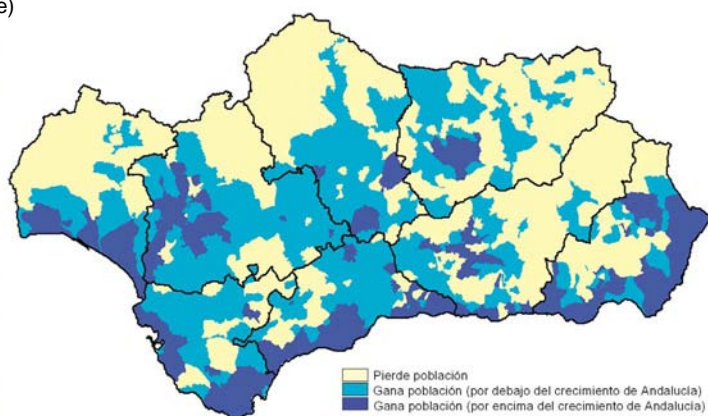 e)
Pierde población
Gana población (por debajo del crecimiento de Andalucía)
Gana población (por encima del crecimiento de Andalucía)